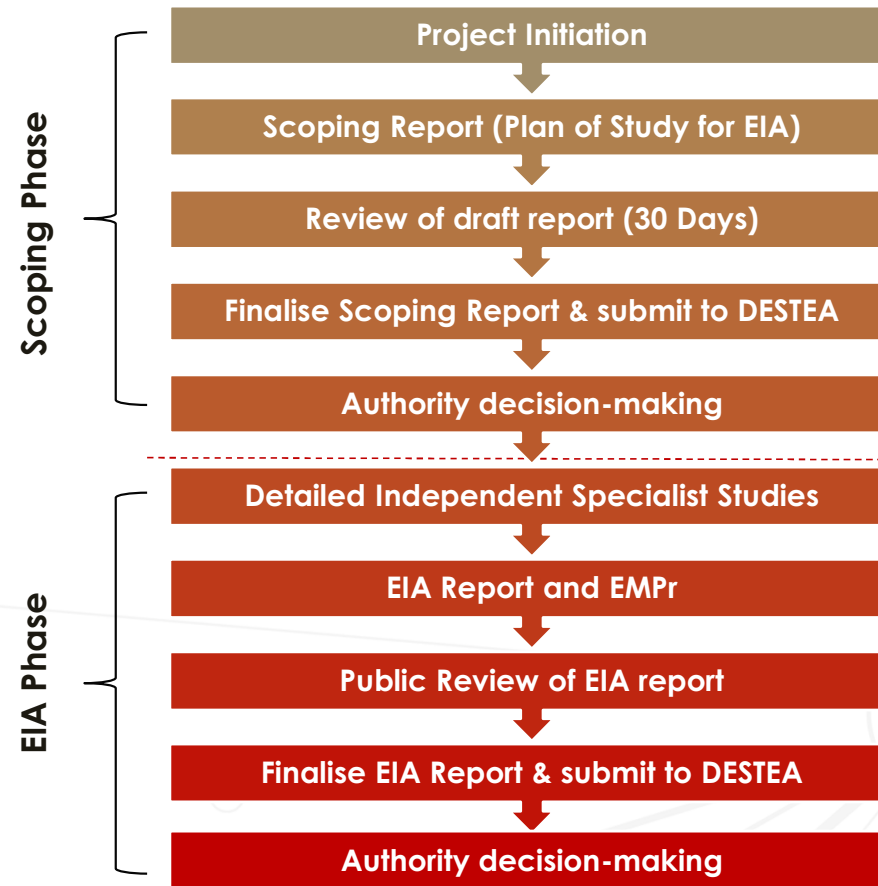 Scoping Phase
Project Initiation
Scoping Report (Plan of Study for EIA)
Review of draft report (30 Days)
Finalise Scoping Report & submit to DESTEA
Authority decision-making
EIA Phase
Detailed Independent Specialist Studies
EIA Report and EMPr
Public Review of EIA report
Finalise EIA Report & submit to DESTEA
Authority decision-making